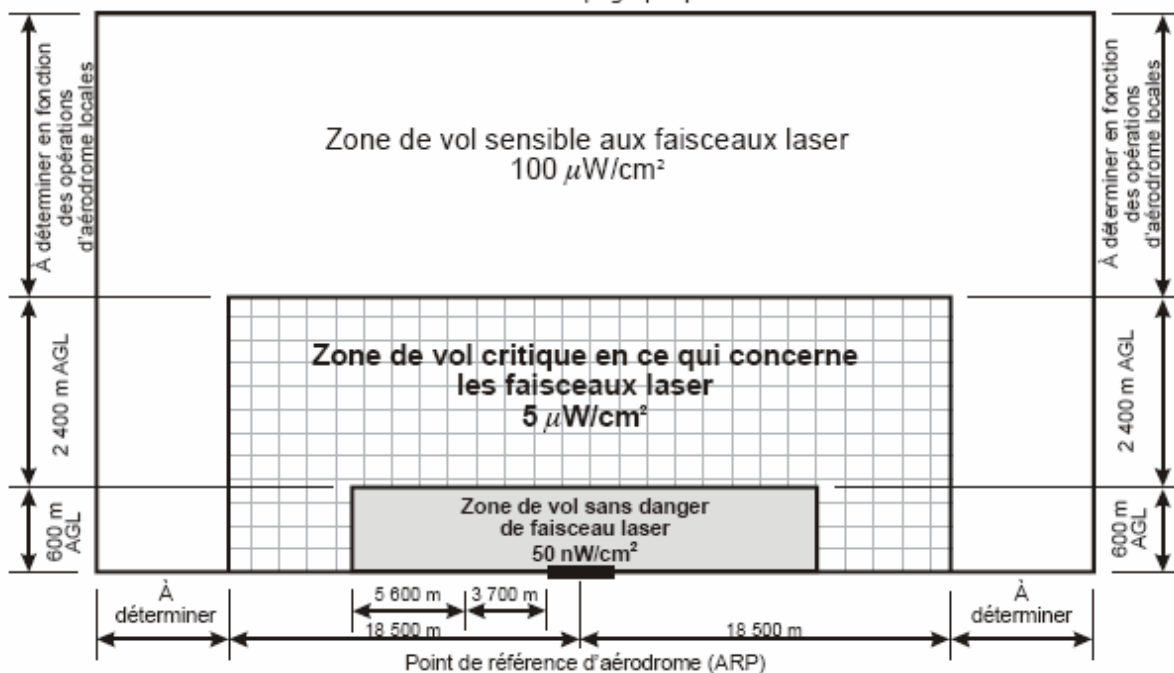 À déterminer en fonction
des opérations
d'aérodrome locales
2 400 m AGL
600 m
AGL
Zone de vol sensible aux faisceaux laser
100 µW/cm²
Zone de vol critique en ce qui concerne
les faisceaux laser
5 µW/cm²
Zone de vol sans danger
de faisceau laser
50 nW/cm²
À déterminer en fonction
des opérations
d'aérodrome locales
2 400 m AGL
600 m
AGL
À
déterminer
5 600 m
3 700 m
18 500 m
18 500 m
À
déterminer
Point de référence d'aérodrome (ARP)